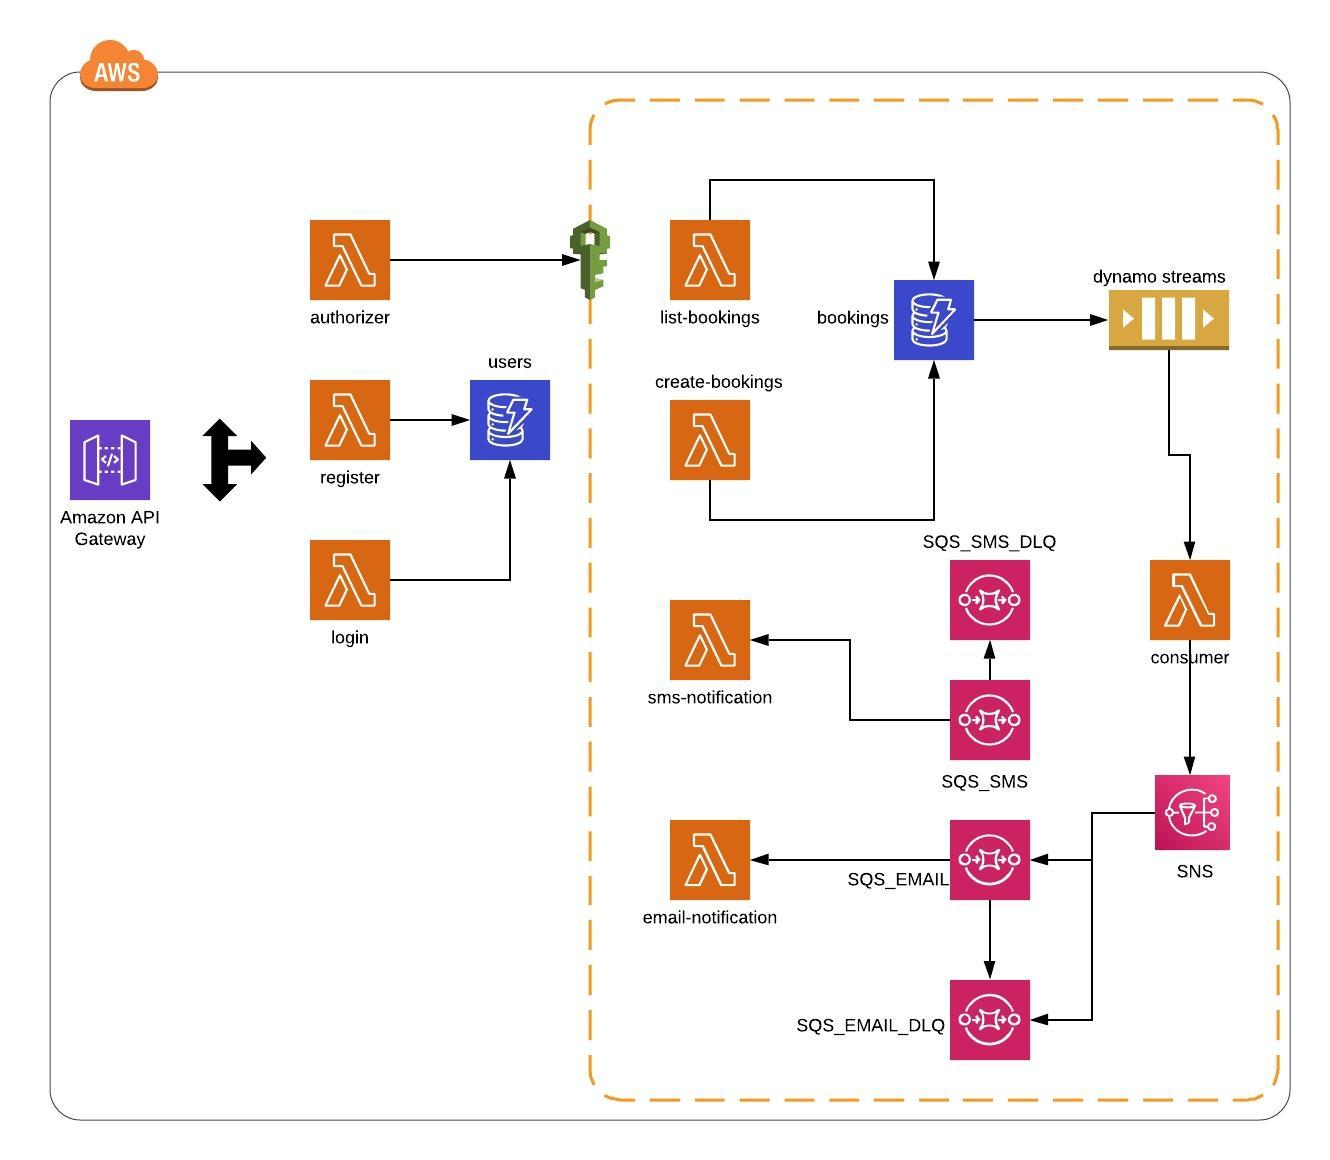 AWS
dynamo streams
authorizer
list-bookings
bookings
users
create-bookings
register
Amazon API
Gateway
SQS_SMS_DLQ
login
consumer
sms-notification
SQS_SMS
SNS
SQS_EMAIL
email-notification
SQS_EMAIL_DLQ